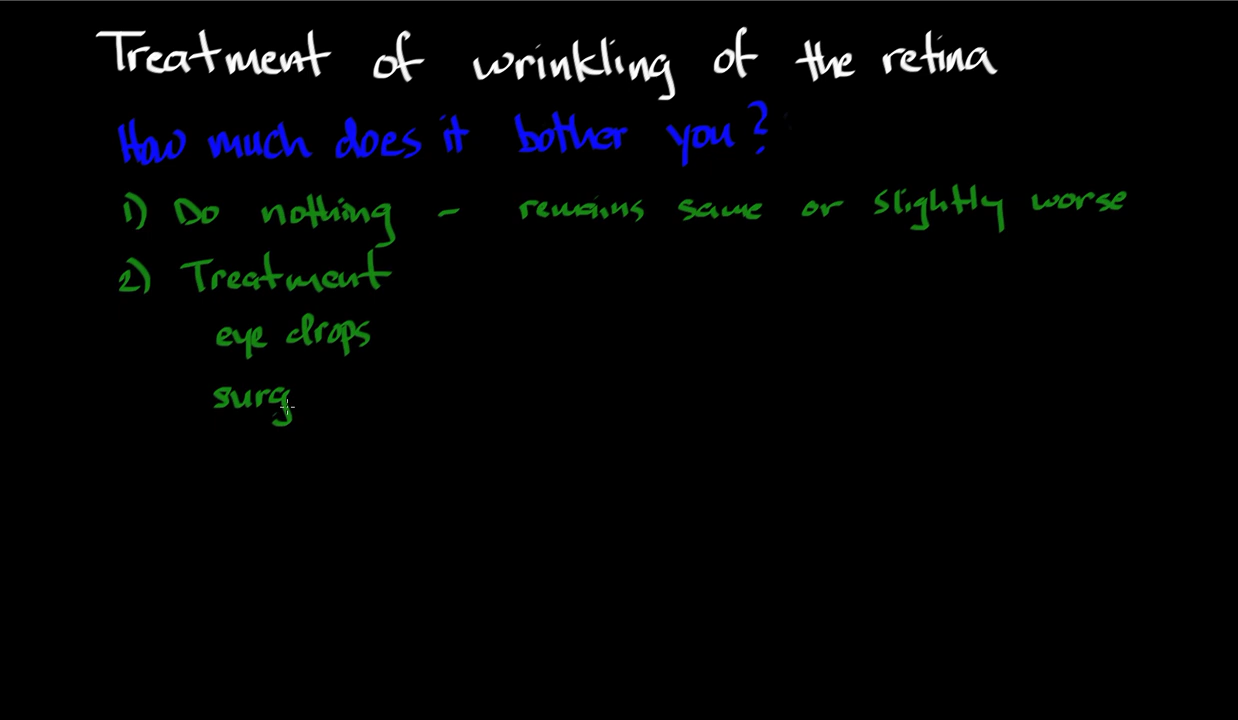 Treatment of wrinkling of the retina
How much does it bother you?
1) Do nothing - remains same or slightly worse
2) Treatment
eye drops
surg